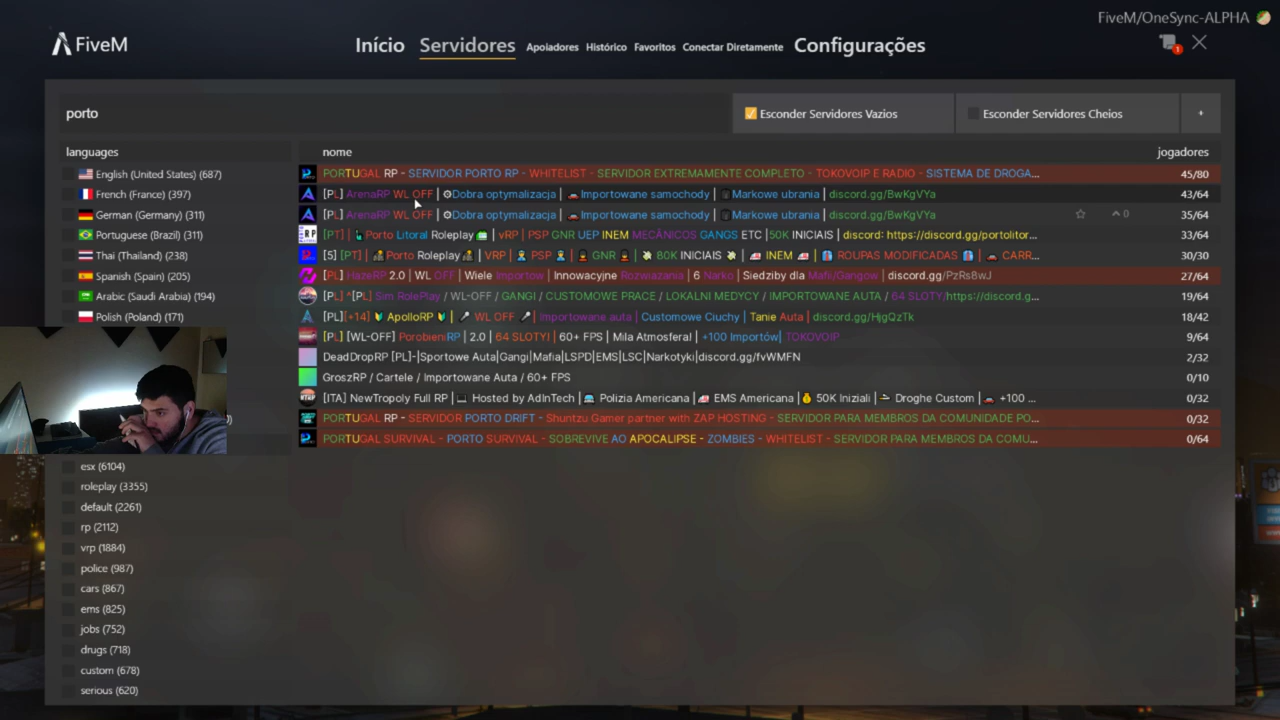 FiveM/OneSync-ALPHA
FiveM
Início Servidores Apoiadores Histórico Favoritos Conectar Diretamente Configurações
1
porto
Esconder Servidores Vazios
Esconder Servidores Cheios
+
languages
English (United States) (687)
French (France) (397)
German (Germany) (311)
Portuguese (Brazil) (311)
Thai (Thailand) (238)
Spanish (Spain) (205)
Arabic (Saudi Arabia) (194)
Polish (Poland) (171)
esx (6104)
roleplay (3355)
default (2261)
rp (2112)
vrp (1884)
police (987)
cars (867)
ems (825)
jobs (752)
drugs (718)
custom (678)
serious (620)
nome jogadores
PORTUGAL RP - SERVIDOR PORTO RP - WHITELIST - SERVIDOR EXTREMAMENTE COMPLETO - TOKOVOIP E RADIO - SISTEMA DE DROGA... 45/80
[PL] ArenaRP WL OFF | ⚙Dobra optymalizacja | 🚗 Importowane samochody | Markowe ubrania | discord.gg/BwKgVYa 43/64
[PL] ArenaRP WL OFF | ⚙Dobra optymalizacja | 🚗 Importowane samochody | Markowe ubrania | discord.gg/BwKgVYa 0 35/64
[PT] | Porto Litoral Roleplay | vRP | PSP GNR UEP INEM MECÂNICOS GANGS ETC |50K INICIAIS | discord: https://discord.gg/portolitor... 33/64
[5] [PT] | Porto Roleplay | VRP | PSP | GNR | 80K INICIAIS | INEM | ROUPAS MODIFICADAS | CARR... 30/30
[PL] HazeRP 2.0 | WL OFF | Wiele Importow | Innowacyjne Rozwiazania | 6 Narko | Siedziby dla Mafii/Gangow | discord.gg/PzRs8wJ 27/64
[PL] ^[PL] Sim RolePlay / WL-OFF / GANGI / CUSTOMOWE PRACE / LOKALNI MEDYCY / IMPORTOWANE AUTA / 64 SLOTY/https://discord.g... 19/64
[PL][+14] 🔰 ApolloRP 🔰 | WL OFF | Importowane auta | Customowe Ciuchy | Tanie Auta | discord.gg/HjgQzTk 18/42
[PL] [WL-OFF] PorobieniRP | 2.0 | 64 SLOTY! | 60+ FPS | Mila Atmosfera! | +100 Importów| TOKOVOIP 9/64
DeadDropRP [PL]-|Sportowe Auta|Gangi|Mafia|LSPD|EMS|LSC|Narkotyki|discord.gg/fvWMFN 2/32
GroszRP / Cartele / Importowane Auta / 60+ FPS 0/10
[ITA] NewTropoly Full RP | Hosted by AdInTech | Polizia Americana | EMS Americana | 50K Iniziali | Droghe Custom | +100 ... 0/32
PORTUGAL RP - SERVIDOR PORTO DRIFT - Shuntzu Gamer partner with ZAP HOSTING - SERVIDOR PARA MEMBROS DA COMUNIDADE PO... 0/32
PORTUGAL SURVIVAL - PORTO SURVIVAL - SOBREVIVE AO APOCALIPSE - ZOMBIES - WHITELIST - SERVIDOR PARA MEMBROS DA COMU... 0/64